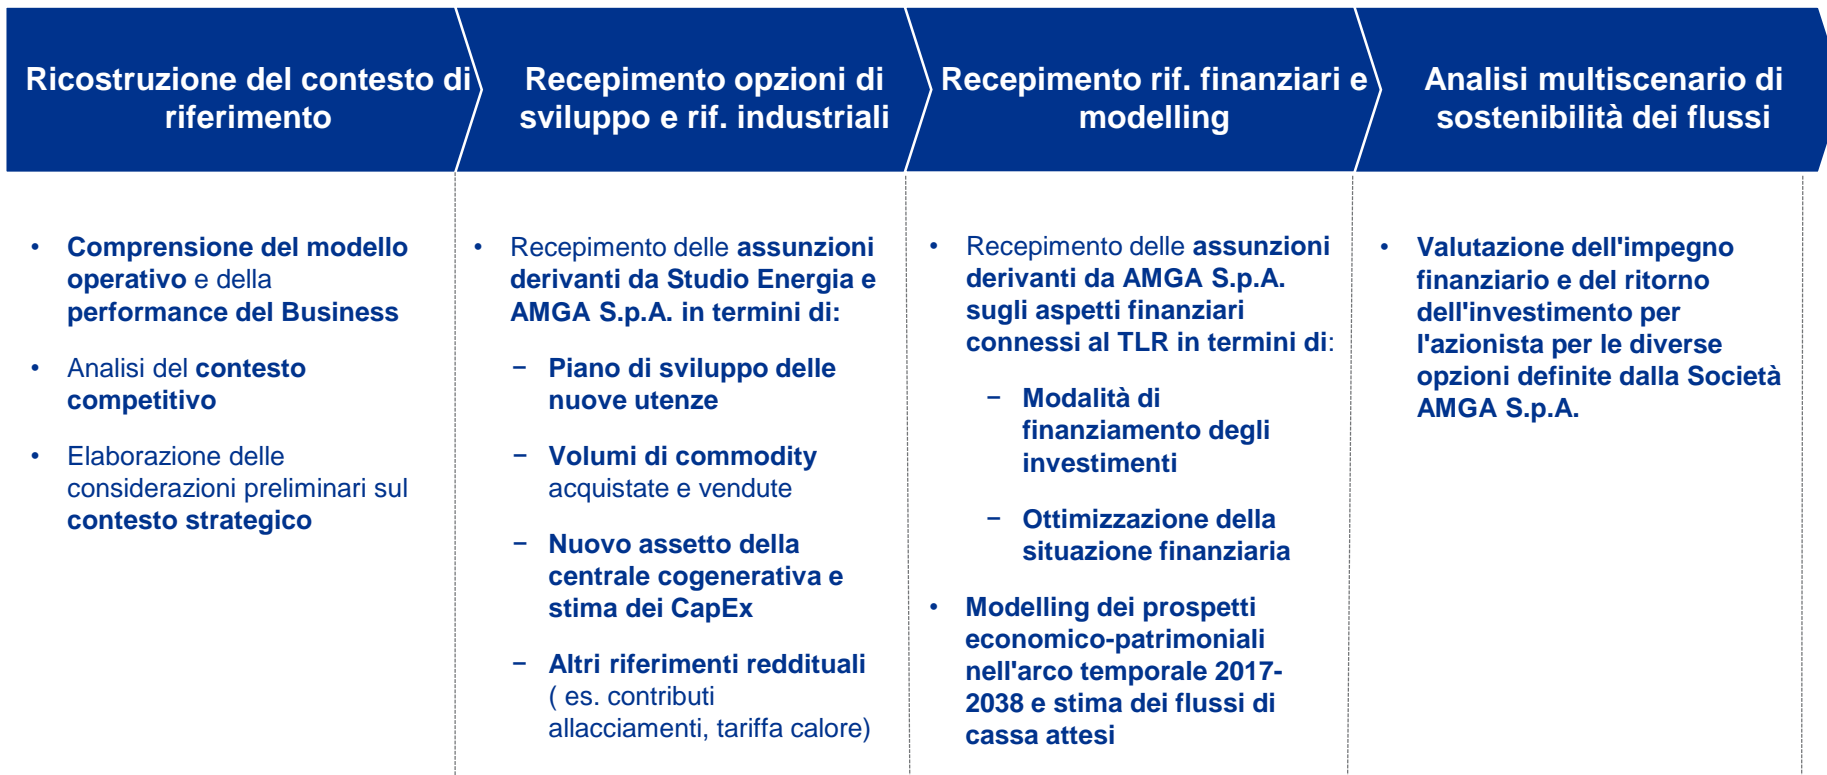 Ricostruzione del contesto di
riferimento
Recepimento opzioni di
sviluppo e rif. industriali
Recepimento rif. finanziari e
modelling
Analisi multiscenario di
sostenibilità dei flussi
• Comprensione del modello
operativo e della
performance del Business
• Analisi del contesto
competitivo
• Elaborazione delle
considerazioni preliminari sul
contesto strategico
• Recepimento delle assunzioni
derivanti da Studio Energia e
AMGA S.p.A. in termini di:
− Piano di sviluppo delle
nuove utenze
− Volumi di commodity
acquistate e vendute
− Nuovo assetto della
centrale cogenerativa e
stima dei CapEx
− Altri riferimenti reddituali
( es. contributi
allacciamenti, tariffa calore)
• Recepimento delle assunzioni
derivanti da AMGA S.p.A.
sugli aspetti finanziari
connessi al TLR in termini di:
− Modalità di
finanziamento degli
investimenti
− Ottimizzazione della
situazione finanziaria
• Modelling dei prospetti
economico-patrimoniali
nell'arco temporale 2017-
2038 e stima dei flussi di
cassa attesi
• Valutazione dell'impegno
finanziario e del ritorno
dell'investimento per
l'azionista per le diverse
opzioni definite dalla Società
AMGA S.p.A.